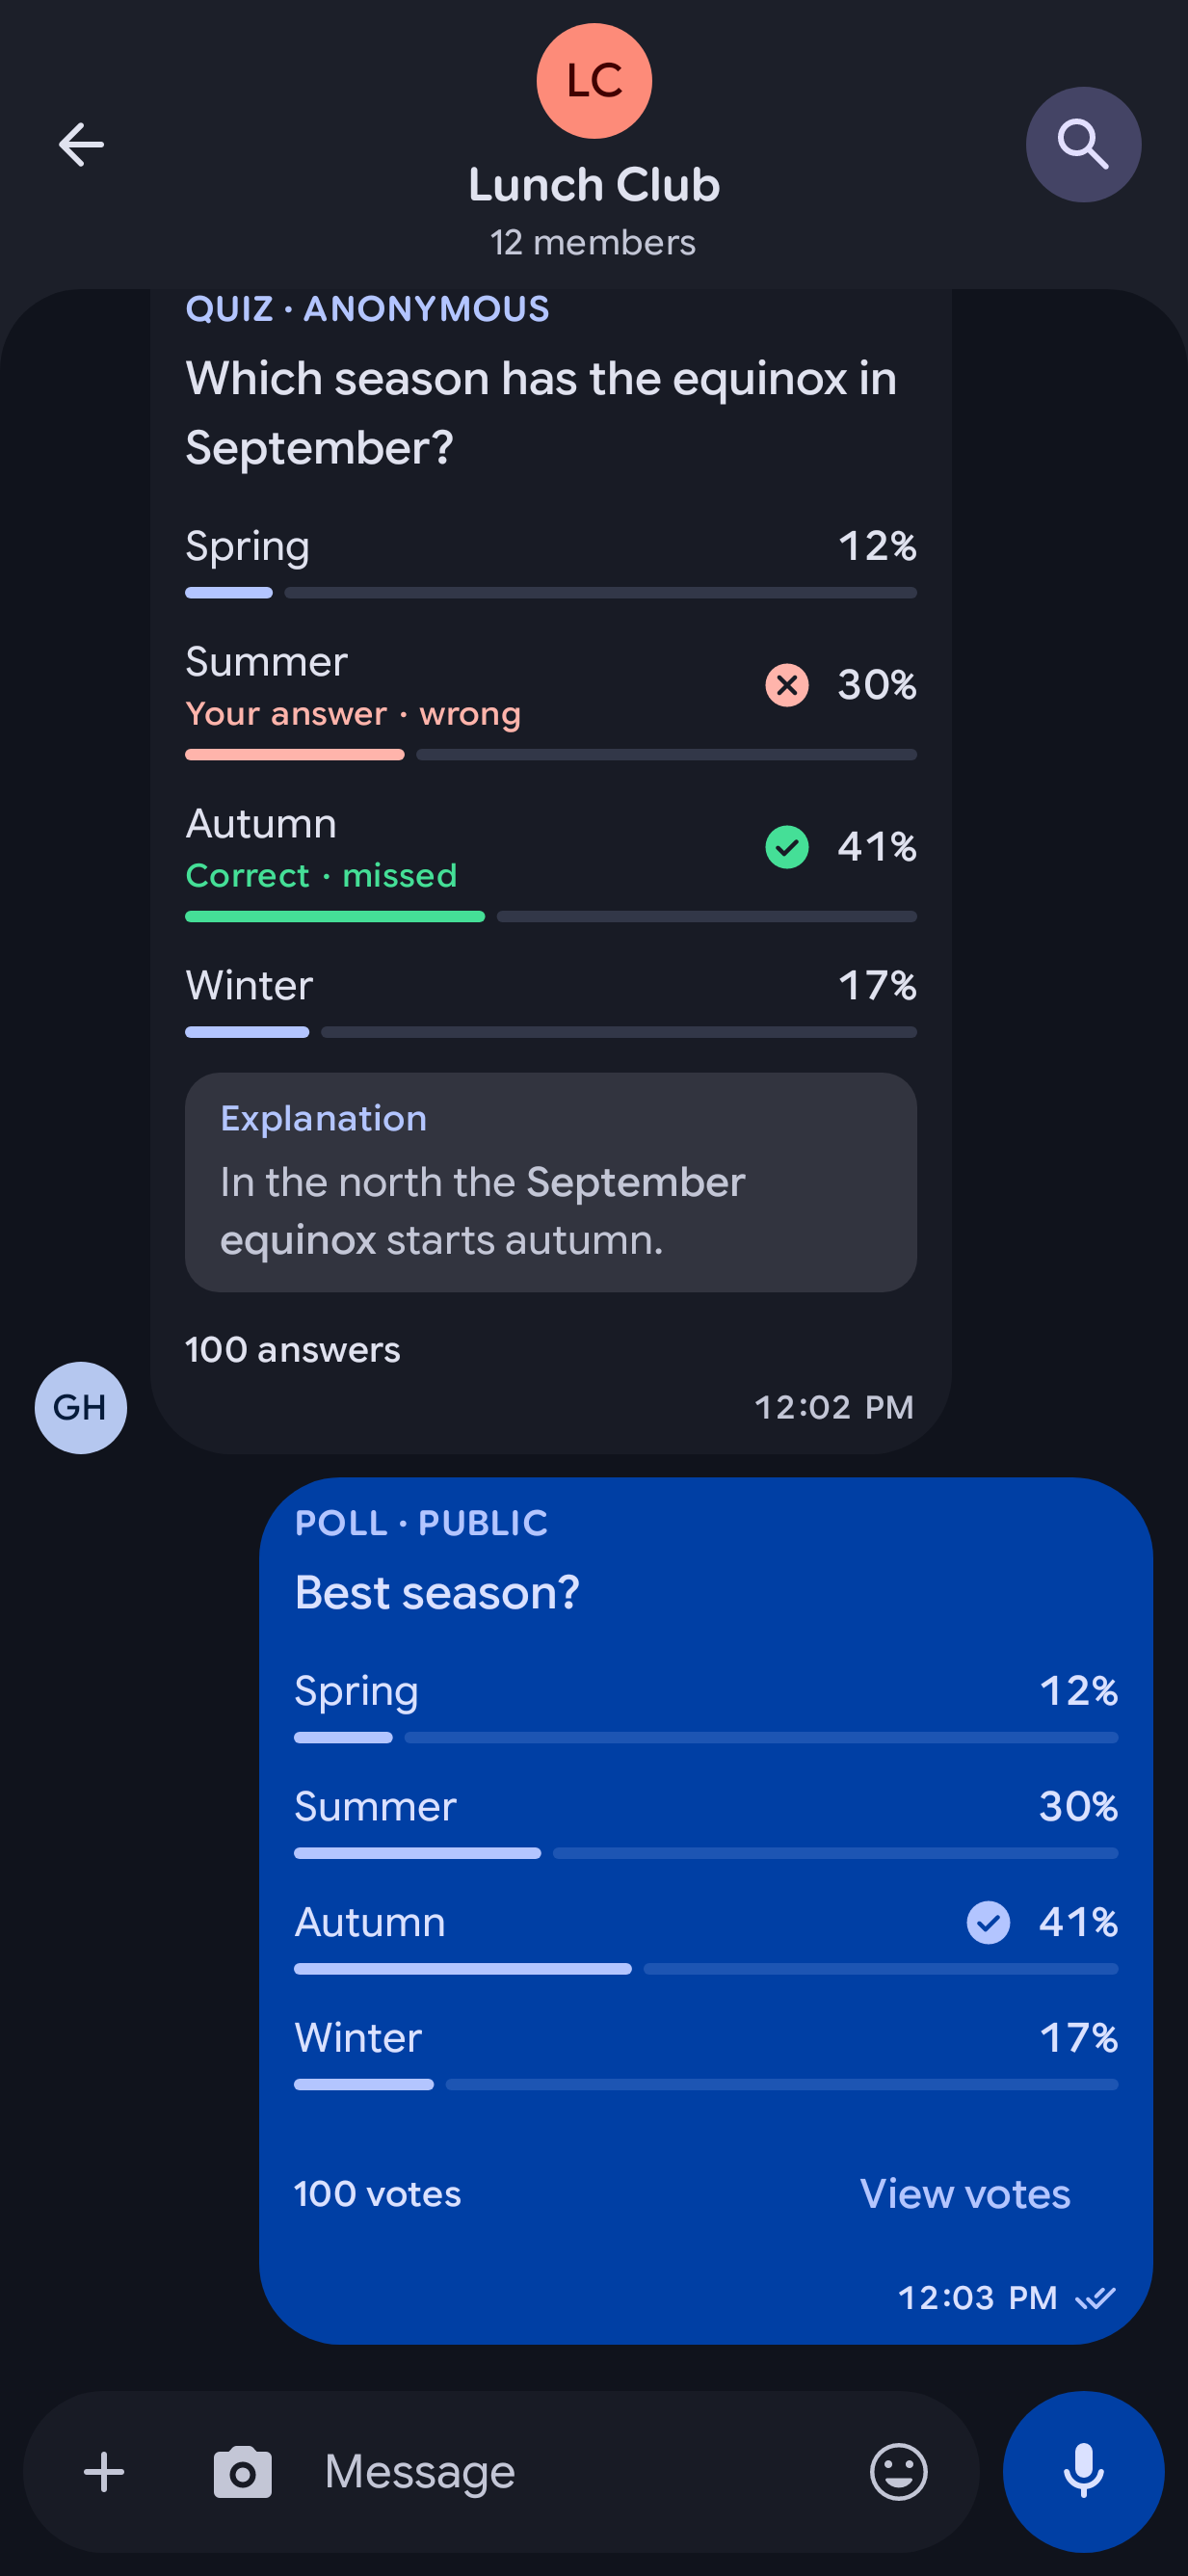 LC
Lunch Club
12 members
QUIZ · ANONYMOUS
Which season has the equinox in
September?
Spring 12%
Summer 30%
Your answer · wrong
Autumn 41%
Correct · missed
Winter 17%
Explanation
In the north the September
equinox starts autumn.
100 answers
GH
12:02 PM
POLL · PUBLIC
Best season?
Spring 12%
Summer 30%
Autumn 41%
Winter 17%
100 votes View votes
12:03 PM
Message